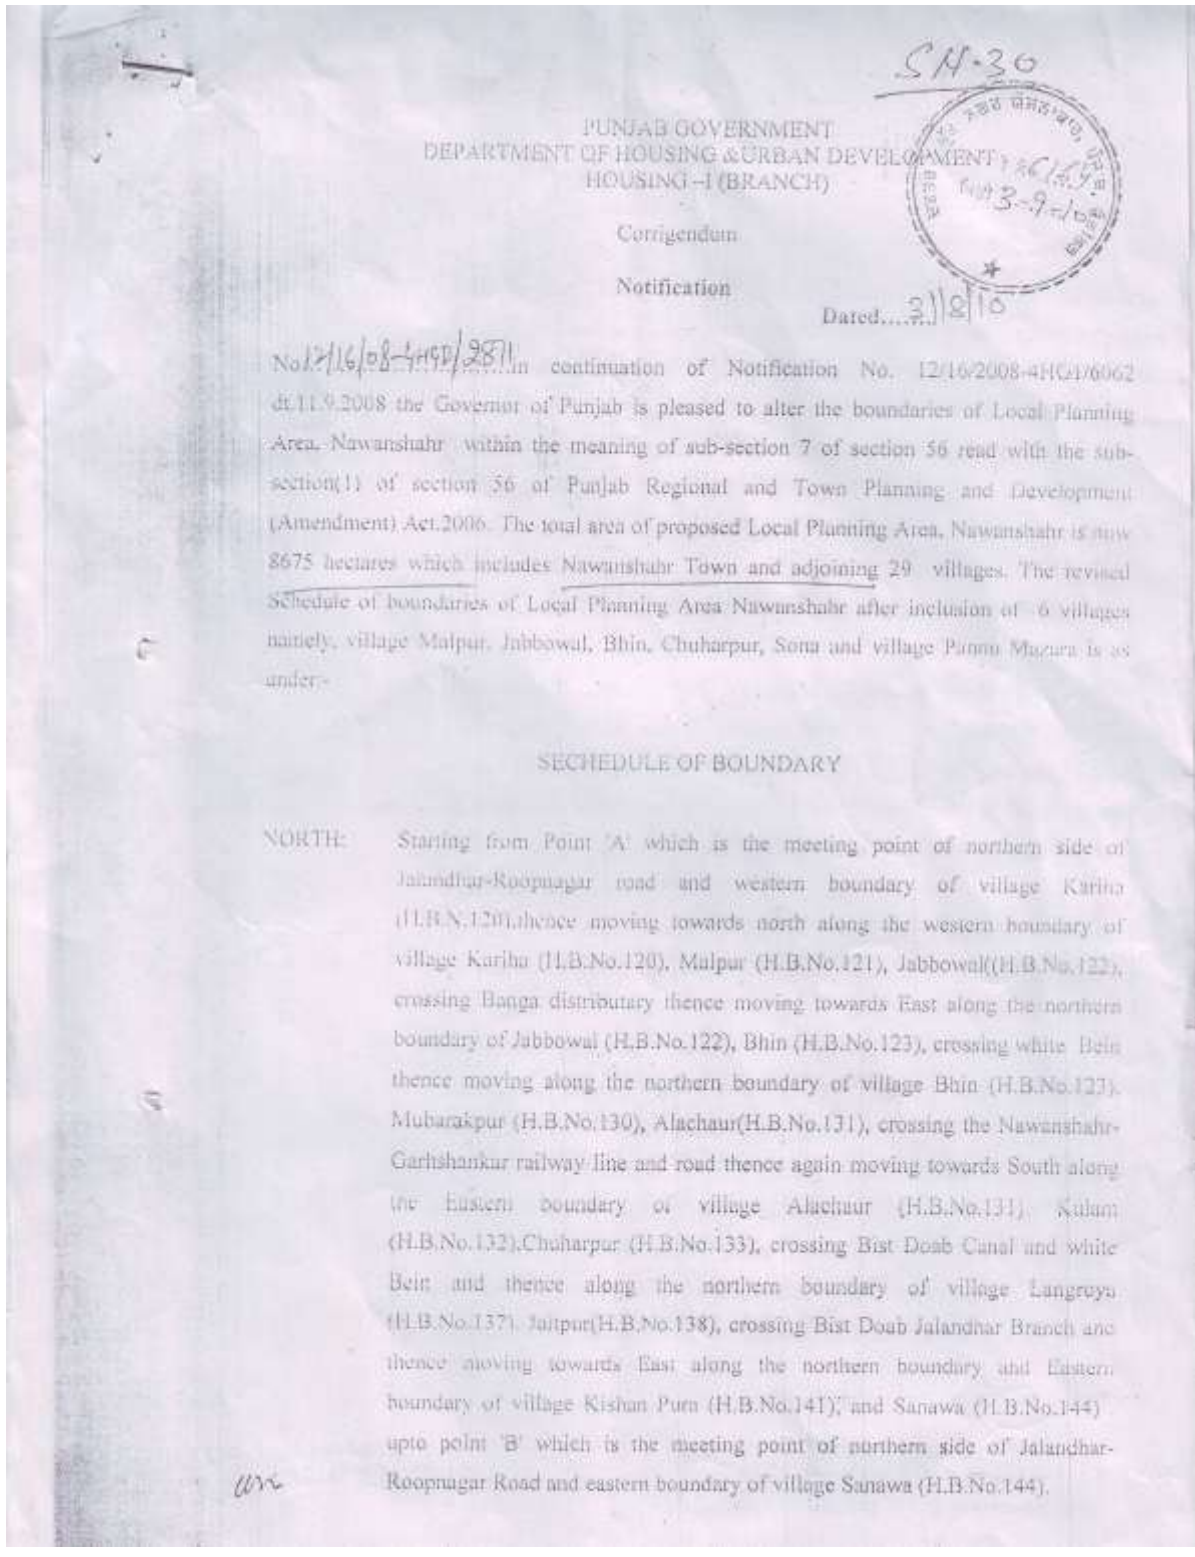 SH-30
PUNJAB GOVERNMENT
DEPARTMENT OF HOUSING &URBAN DEVELOPMENT
HOUSING –I (BRANCH)
3-9-10
Corrigendum
Notification
Dated....... 31/8/10
No.12/16/08-4HGI/2871 in continuation of Notification No. 12/16/2008-4HGI/6062
dt.11.9.2008 the Governor of Punjab is pleased to alter the boundaries of Local Planning
Area, Nawanshahr within the meaning of sub-section 7 of section 56 read with the sub-
section(1) of section 56 of Punjab Regional and Town Planning and Development
(Amendment) Act.2006. The total area of proposed Local Planning Area, Nawanshahr is now
8675 hectares which includes Nawanshahr Town and adjoining 29 villages. The revised
Schedule of boundaries of Local Planning Area Nawanshahr after inclusion of 6 villages
namely, village Malpur, Jabbowal, Bhin, Chuharpur, Sona and village Pannu Mazura is as
under:-
SECHEDULE OF BOUNDARY
NORTH: Starting from Point 'A' which is the meeting point of northern side of
Jalandhar-Roopnagar road and western boundary of village Kariha
(H.B.N.120),thence moving towards north along the western boundary of
village Kariha (H.B.No.120), Malpur (H.B.No.121), Jabbowal((H.B.No.122),
crossing Banga distributary thence moving towards East along the northern
boundary of Jabbowal (H.B.No.122), Bhin (H.B.No.123), crossing white Bein
thence moving along the northern boundary of village Bhin (H.B.No.123).
Mubarakpur (H.B.No.130), Alachaur(H.B.No.131), crossing the Nawanshahr-
Garhshankar railway line and road thence again moving towards South along
the Eastern boundary of village Alachaur (H.B.No.131) Kulam
(H.B.No.132),Chuharpur (H.B.No.133), crossing Bist Doab Canal and white
Bein and thence along the northern boundary of village Langroya
(H.B.No.137), Jaitpur(H.B.No.138), crossing Bist Doab Jalandhar Branch and
thence moving towards East along the northern boundary and Eastern
boundary of village Kishan Pura (H.B.No.141), and Sanawa (H.B.No.144)
upto point 'B' which is the meeting point of northern side of Jalandhar-
Roopnagar Road and eastern boundary of village Sanawa (H.B.No.144).